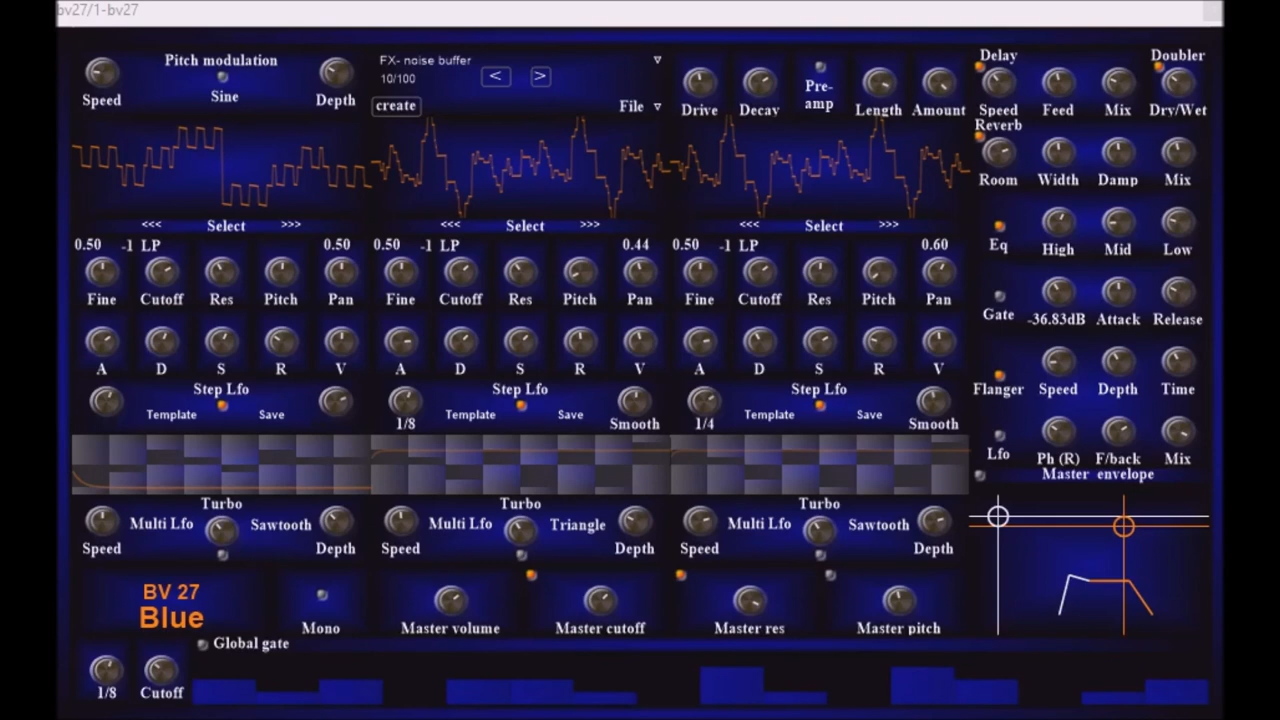 bv27/1-bv27
Pitch modulation
Speed Sine Depth
FX- noise buffer
10/100 < >
create File
Drive Decay Pre-amp Length Amount
Delay Doubler
Speed Feed Mix Dry/Wet
Reverb
Room Width Damp Mix
<<< Select >>> <<< Select >>> <<< Select >>>
0.50 -1 LP 0.50 0.50 -1 LP 0.44 0.50 -1 LP 0.60
Eq High Mid Low
Fine Cutoff Res Pitch Pan Fine Cutoff Res Pitch Pan Fine Cutoff Res Pitch Pan
Gate -36.83dB Attack Release
A D S R V A D S R V A D S R V
Step Lfo Step Lfo Step Lfo
Flanger Speed Depth Time
Template Save Template Save Template Save
1/8 Smooth 1/4 Smooth
Lfo Ph (R) F/back Mix
Master envelope
Turbo Turbo Turbo
Multi Lfo Sawtooth Multi Lfo Triangle Multi Lfo Sawtooth
Speed Depth Speed Depth Speed Depth
BV 27
Blue
Mono Master volume Master cutoff Master res Master pitch
Global gate
1/8 Cutoff